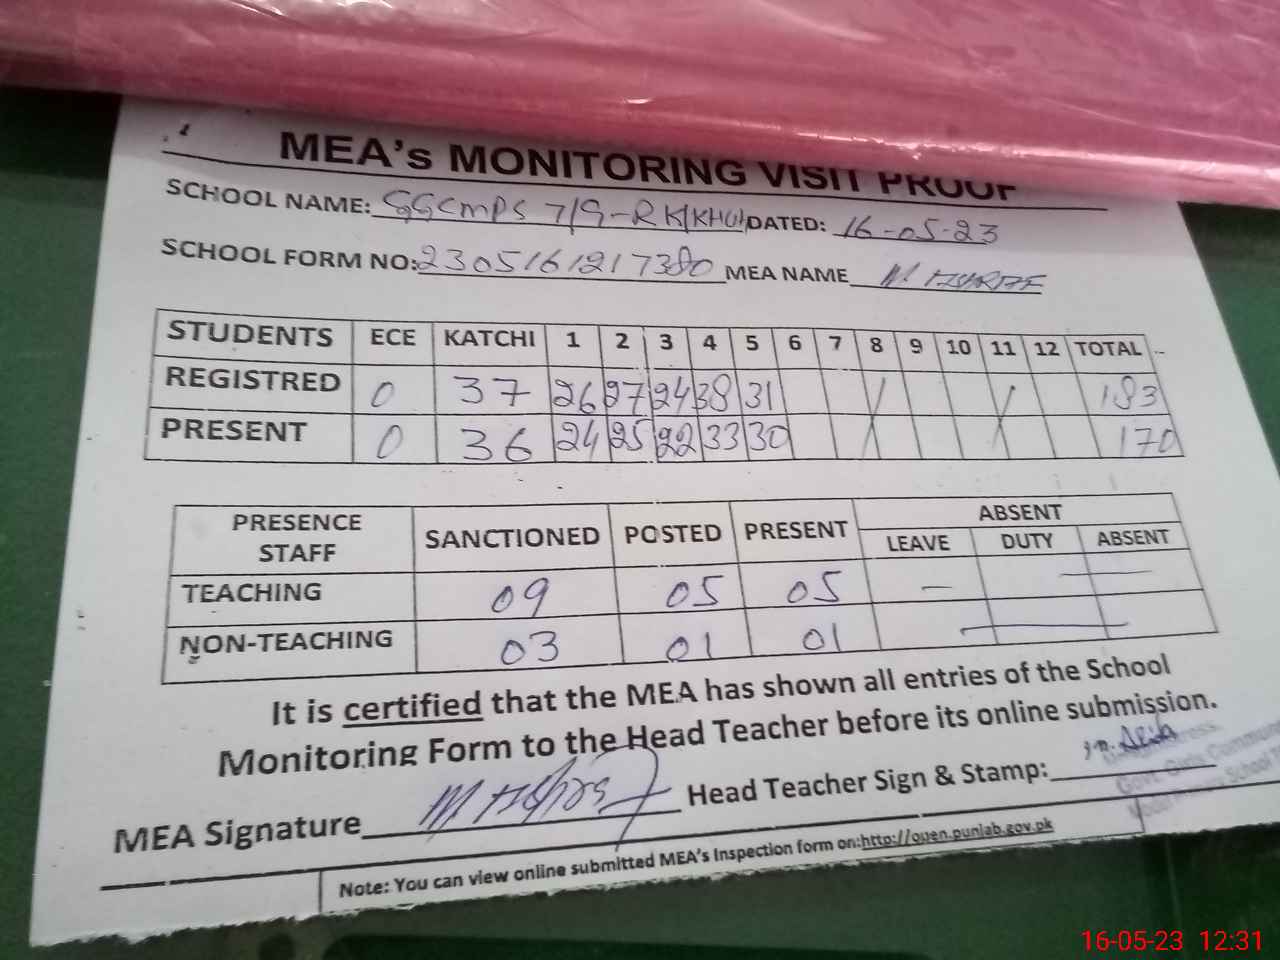 MEA's MONITORING VISIT PROOF
SCHOOL NAME: GGCMPS 7/9-RK(KHU) DATED: 16-05-23
SCHOOL FORM NO: 2305161217380 MEA NAME
STUDENTS ECE KATCHI 1 2 3 4 5 6 7 8 9 10 11 12 TOTAL
REGISTRED 0 37 26 27 24 38 31 183
PRESENT 0 36 24 25 22 33 30 170
PRESENCE STAFF SANCTIONED POSTED PRESENT ABSENT
LEAVE DUTY ABSENT
TEACHING 09 05 05 —
NON-TEACHING 03 01 01
It is certified that the MEA has shown all entries of the School
Monitoring Form to the Head Teacher before its online submission.
MEA Signature Head Teacher Sign & Stamp:
Govt. Girls Communi
Note: You can view online submitted MEA's Inspection form on:http://open.punjab.gov.pk
16-05-23 12:31